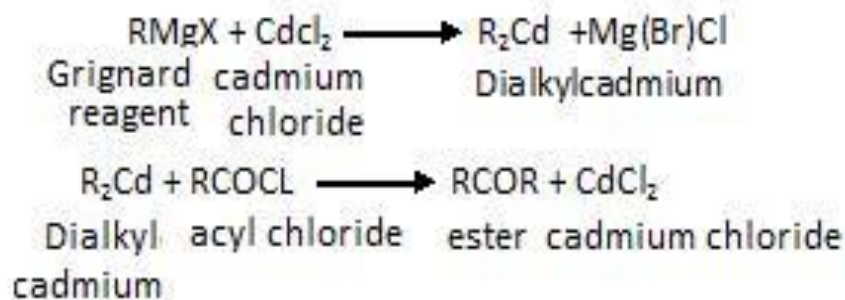 RMgX + Cdcl₂ ⟶ R₂Cd +Mg(Br)Cl
Grignard cadmium Dialkylcadmium
reagent chloride
R₂Cd + RCOCL ⟶ RCOR + CdCl₂
Dialkyl acyl chloride ester cadmium chloride
cadmium